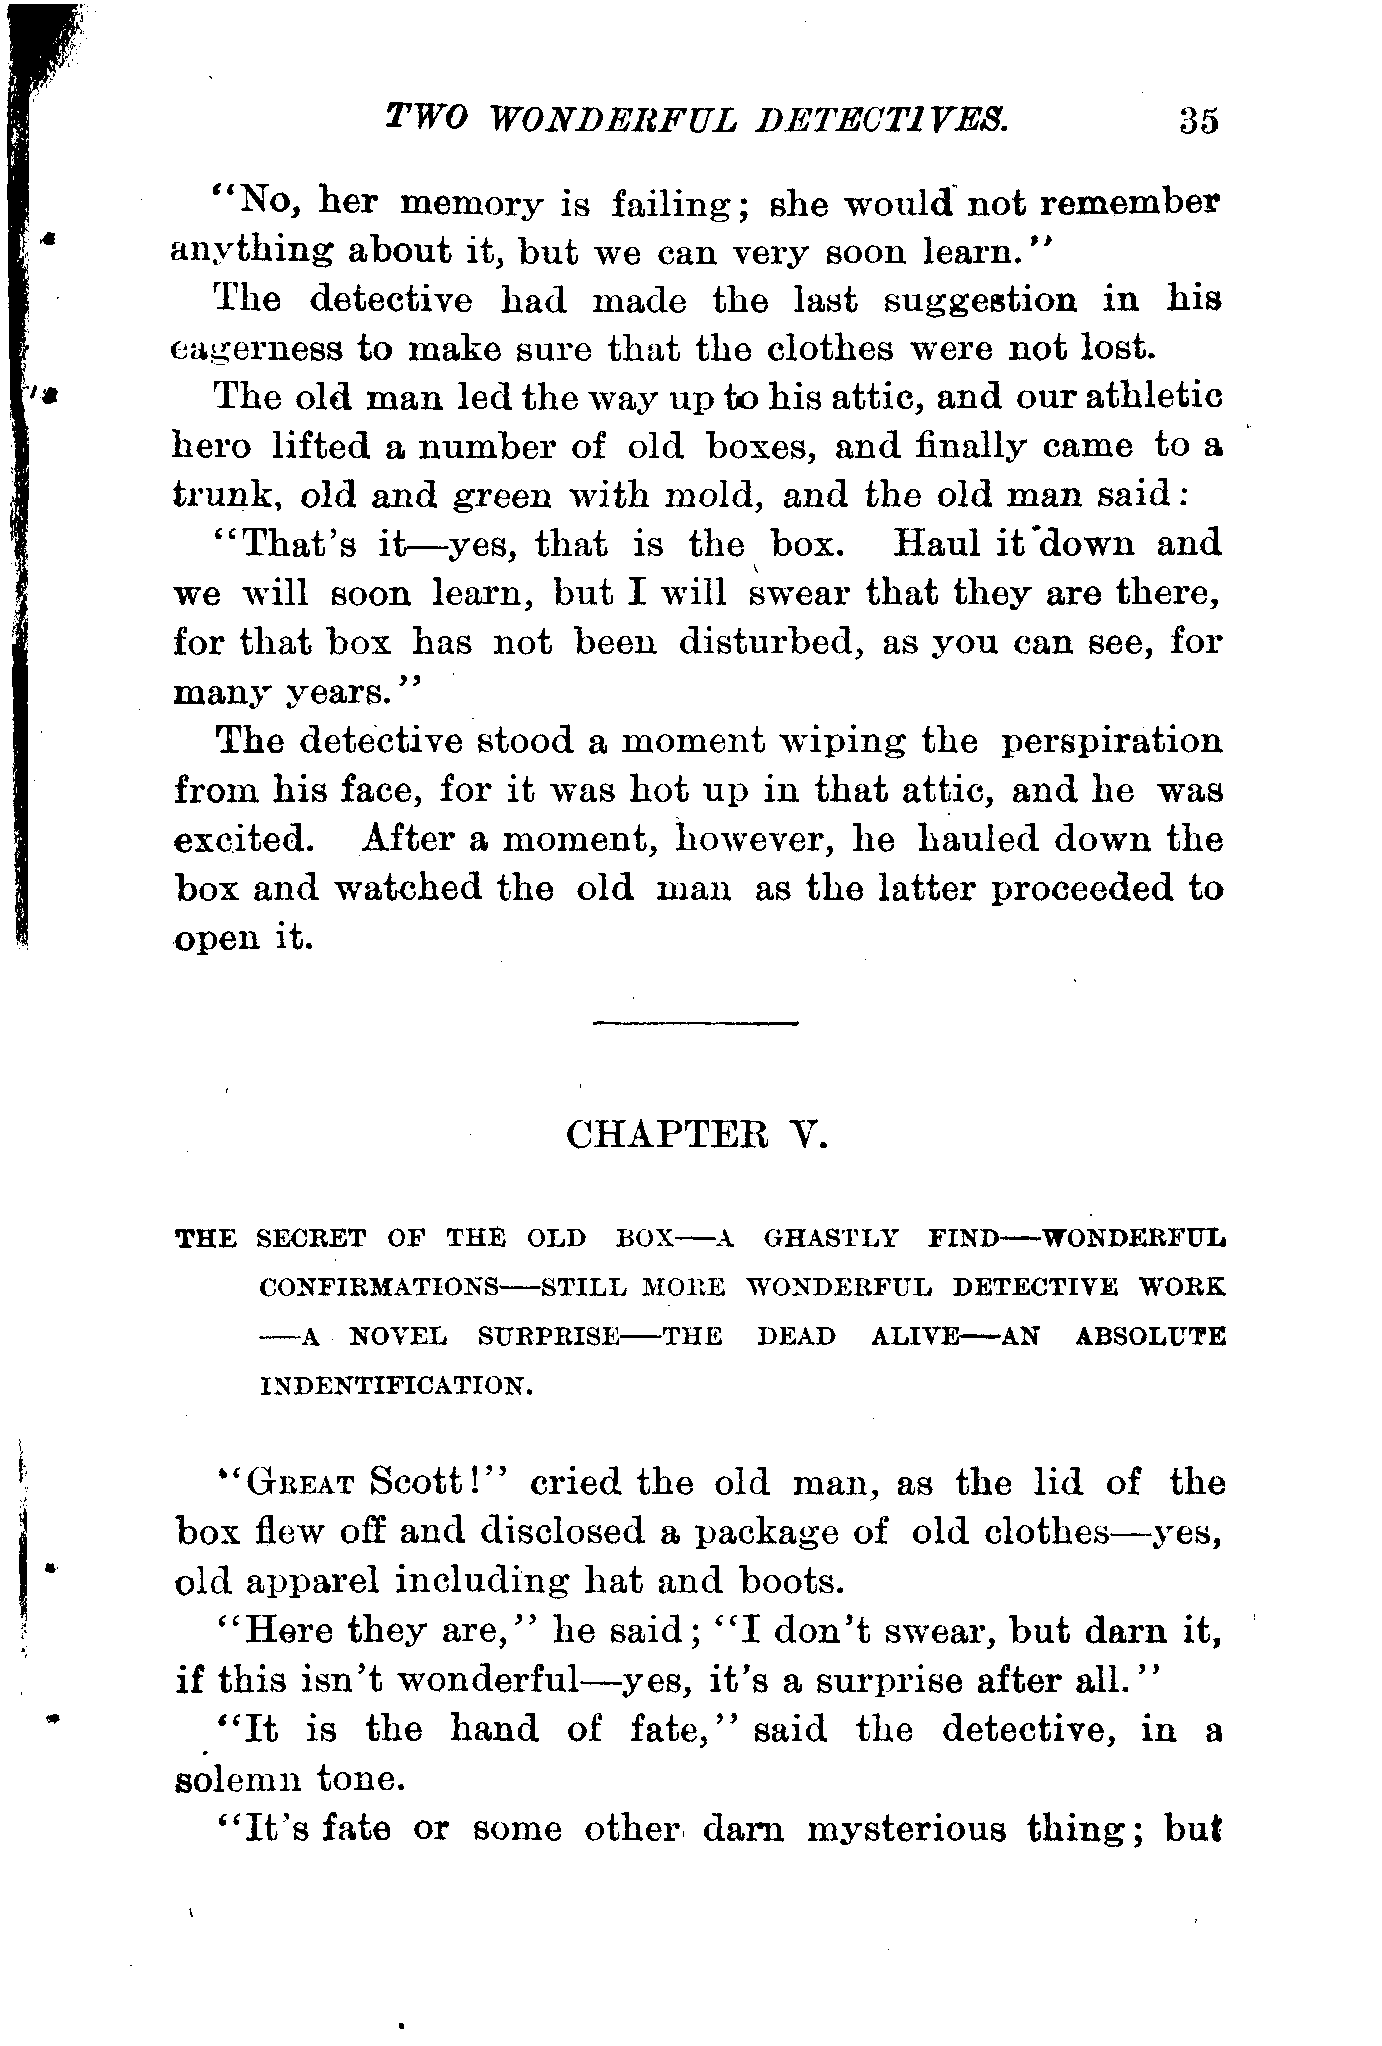 TWO WONDERFUL DETECTIVES. 35
"No, her memory is failing; she would not remember
anything about it, but we can very soon learn."
The detective had made the last suggestion in his
eagerness to make sure that the clothes were not lost.
The old man led the way up to his attic, and our athletic
hero lifted a number of old boxes, and finally came to a
trunk, old and green with mold, and the old man said:
"That's it—yes, that is the box. Haul it down and
we will soon learn, but I will swear that they are there,
for that box has not been disturbed, as you can see, for
many years."
The detective stood a moment wiping the perspiration
from his face, for it was hot up in that attic, and he was
excited. After a moment, however, he hauled down the
box and watched the old man as the latter proceeded to
open it.
CHAPTER V.
THE SECRET OF THE OLD BOX—A GHASTLY FIND—WONDERFUL
CONFIRMATIONS—STILL MORE WONDERFUL DETECTIVE WORK
—A NOVEL SURPRISE—THE DEAD ALIVE—AN ABSOLUTE
INDENTIFICATION.
"GREAT Scott!" cried the old man, as the lid of the
box flew off and disclosed a package of old clothes—yes,
old apparel including hat and boots.
"Here they are," he said; "I don't swear, but darn it,
if this isn't wonderful—yes, it's a surprise after all."
"It is the hand of fate," said the detective, in a
solemn tone.
"It's fate or some other darn mysterious thing; but